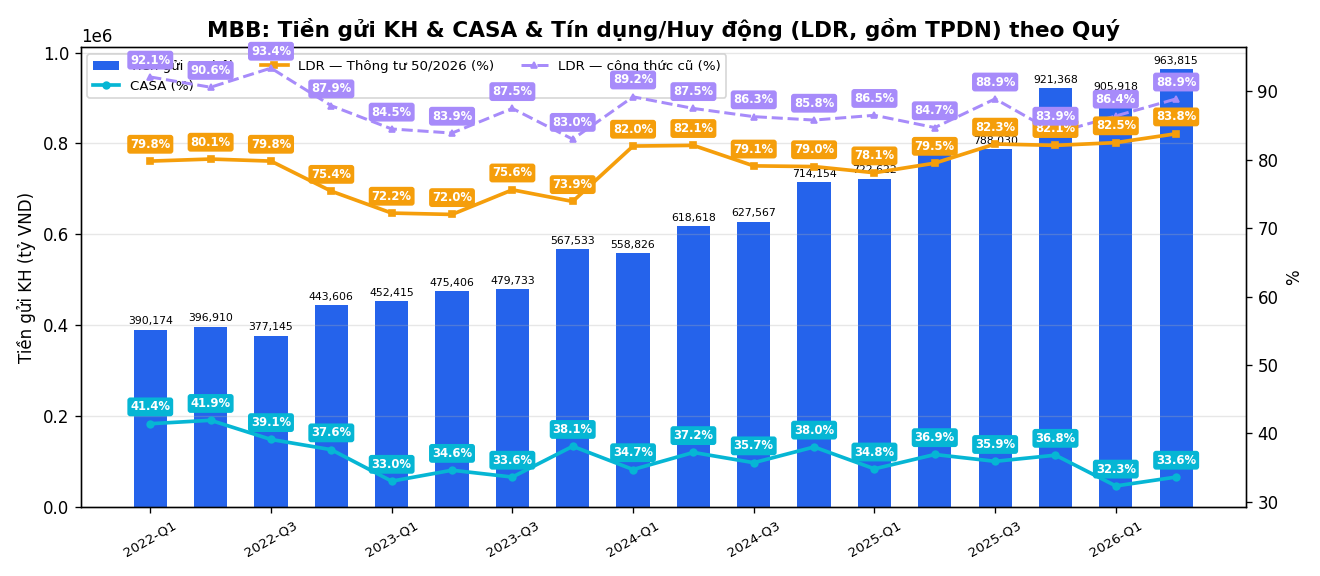 MBB: Tiền gửi KH & CASA & Tín dụng/Huy động (LDR, gồm TPDN) theo Quý
1e6
LDR — Thông tư 50/2026 (%)
LDR — công thức cũ (%)
CASA (%)
92.1% 90.6% 93.4% 87.9% 84.5% 83.9% 87.5% 83.0% 89.2% 87.5% 86.3% 85.8% 86.5% 84.7% 88.9% 83.9% 86.4% 88.9%
79.8% 80.1% 79.8% 75.4% 72.2% 72.0% 75.6% 73.9% 82.0% 82.1% 79.1% 79.0% 78.1% 79.5% 82.3% 82.1% 82.5% 83.8%
390,174 396,910 377,145 443,606 452,415 475,406 479,733 567,533 558,826 618,618 627,567 714,154 788,030 921,368 905,918 963,815
41.4% 41.9% 39.1% 37.6% 33.0% 34.6% 33.6% 38.1% 34.7% 37.2% 35.7% 38.0% 34.8% 36.9% 35.9% 36.8% 32.3% 33.6%
Tiền gửi KH (tỷ VND)
1.0
0.8
0.6
0.4
0.2
0.0
%
90
80
70
60
50
40
30
2022-Q1 2022-Q3 2023-Q1 2023-Q3 2024-Q1 2024-Q3 2025-Q1 2025-Q3 2026-Q1